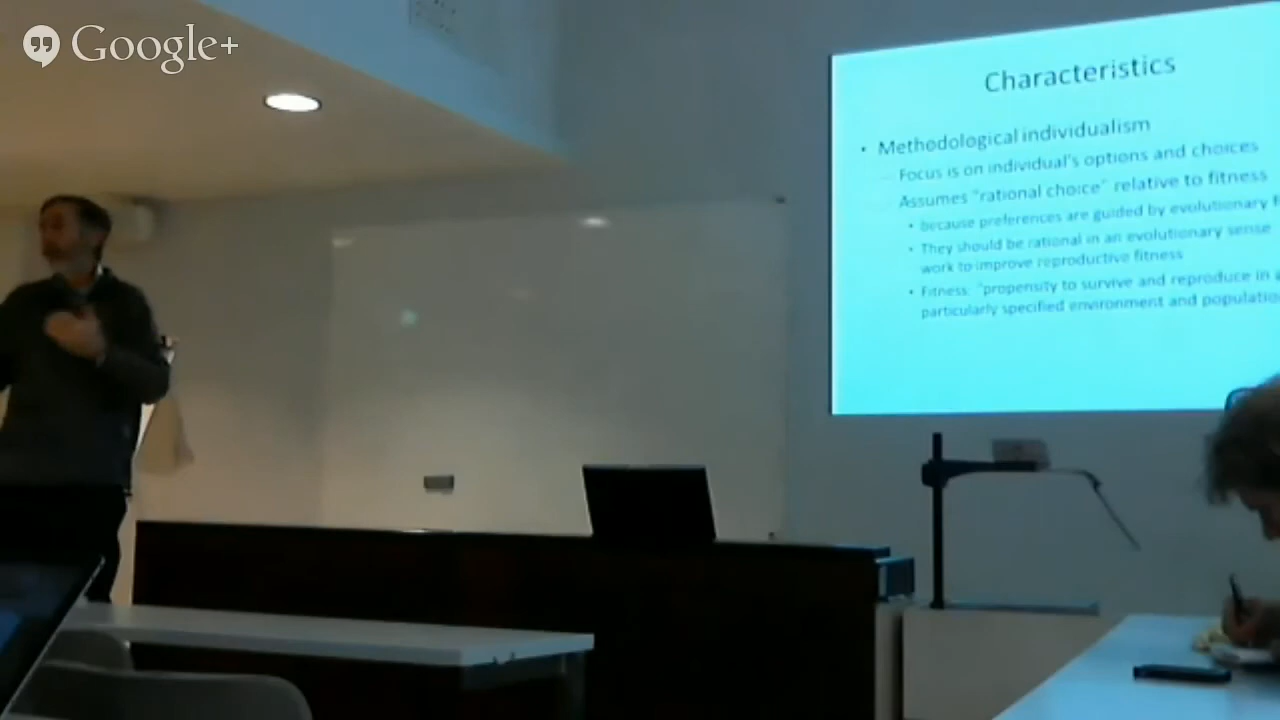 Google+
Characteristics
• Methodological individualism
– Focus is on individual's options and choices
Assumes "rational choice" relative to fitness
• because preferences are guided by evolutionary
• They should be rational in an evolutionary sense
work to improve reproductive fitness
• Fitness: "propensity to survive and reproduce in
particularly specified environment and